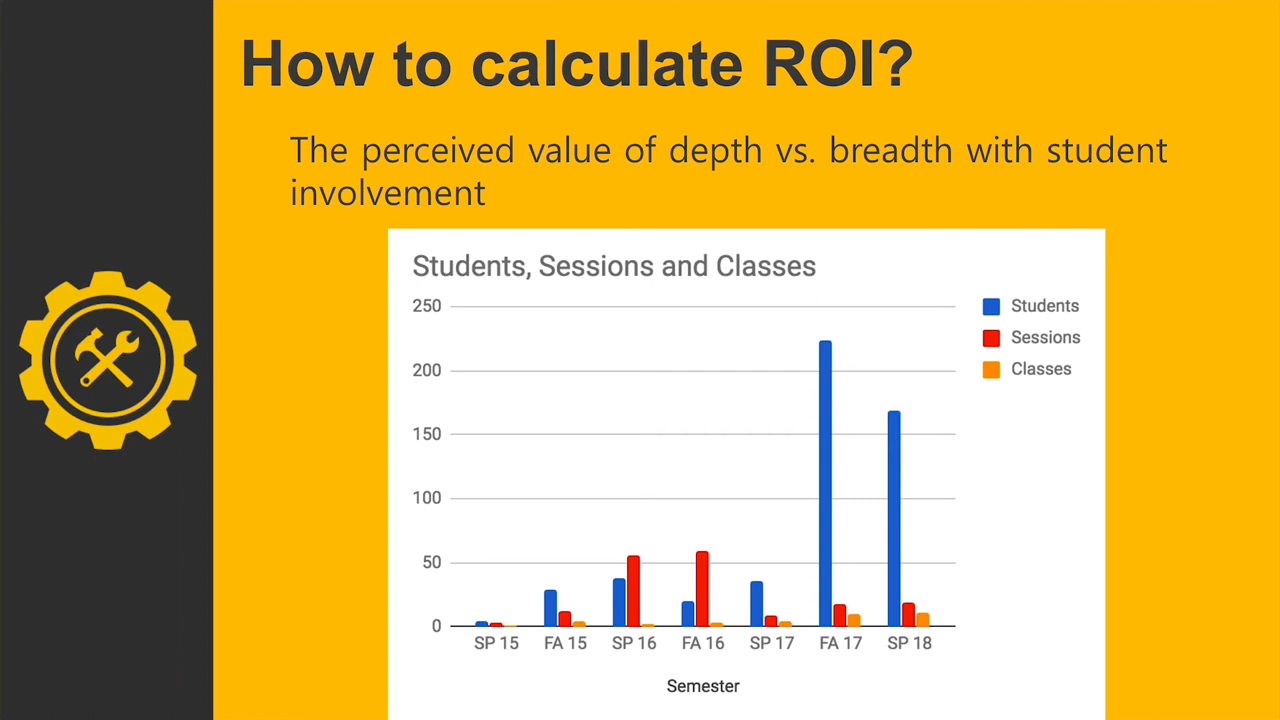 How to calculate ROI?
The perceived value of depth vs. breadth with student
involvement
Students, Sessions and Classes
250
200
150
100
50
0
Students
Sessions
Classes
SP 15 FA 15 SP 16 FA 16 SP 17 FA 17 SP 18
Semester